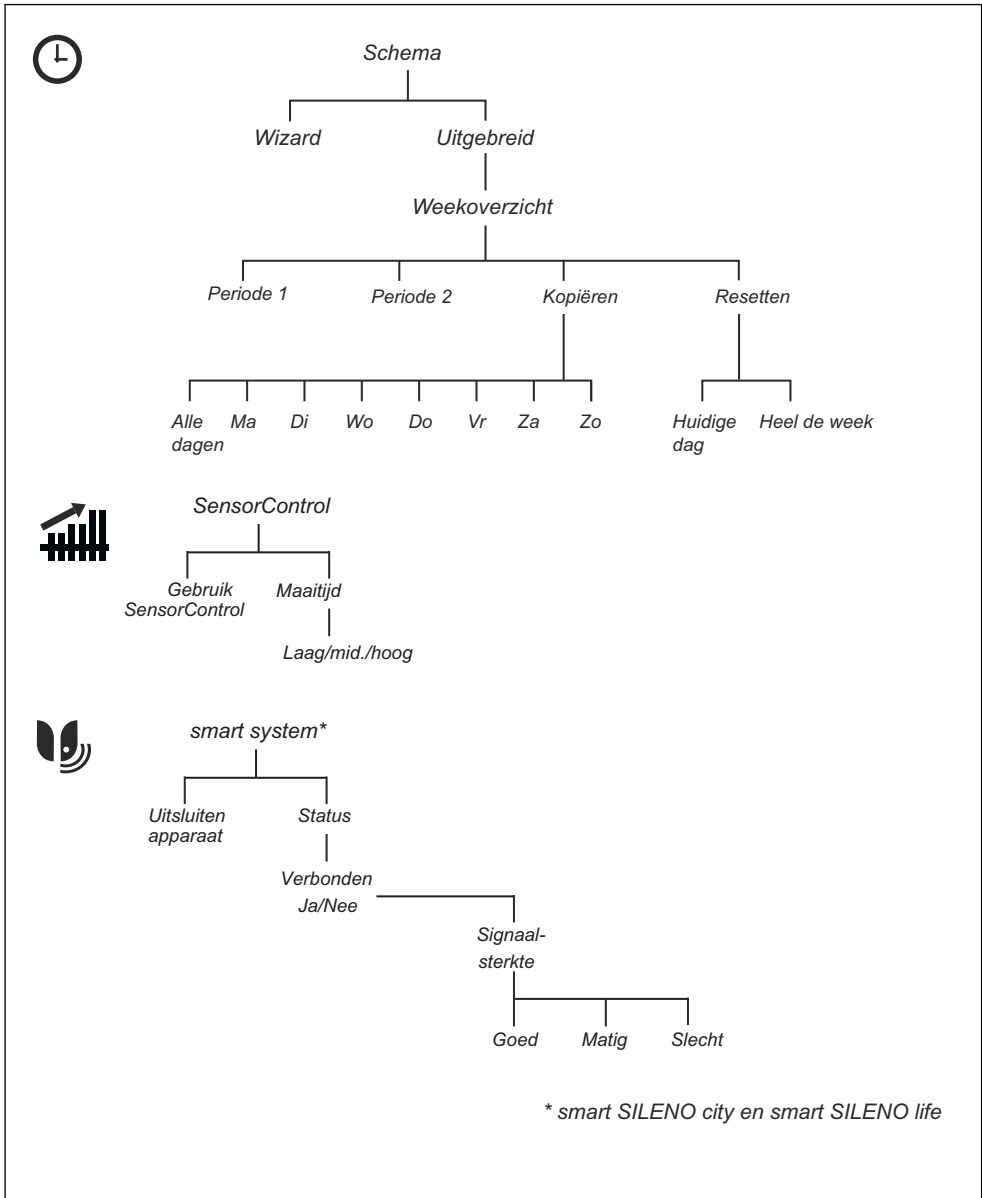 Schema
Wizard Uitgebreid
Weekoverzicht
Periode 1 Periode 2 Kopiëren Resetten
Alle dagen Ma Di Wo Do Vr Za Zo Huidige dag Heel de week
SensorControl
Gebruik SensorControl Maaitijd
Laag/mid./hoog
smart system*
Uitsluiten apparaat Status
Verbonden
Ja/Nee
Signaal-
sterkte
Goed Matig Slecht
* smart SILENO city en smart SILENO life